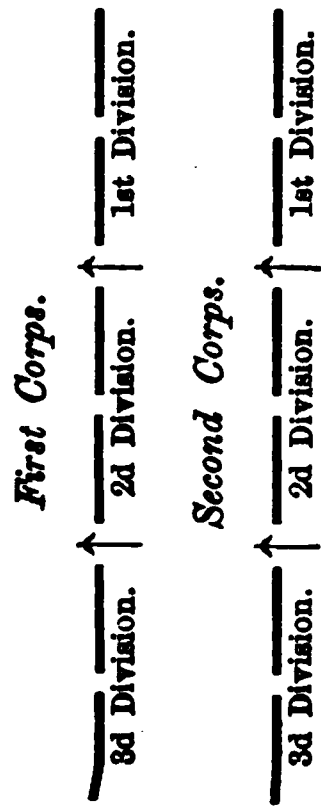 First Corps.
3d Division. 2d Division. 1st Division.
Second Corps.
3d Division. 2d Division. 1st Division.